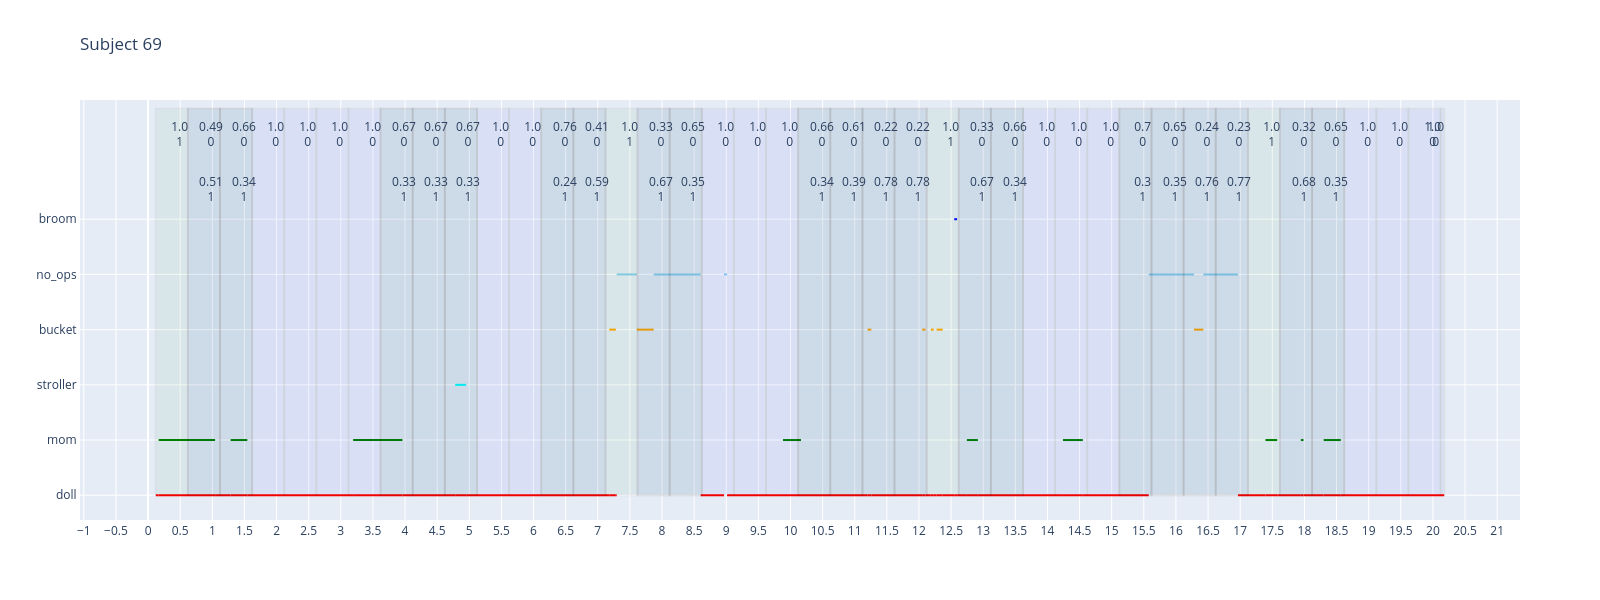 Subject 69
1.0 0.49 0.66 1.0 1.0 1.0 1.0 0.67 0.67 0.67 1.0 1.0 0.76 0.41 1.0 0.33 0.65 1.0 1.0 1.0 0.66 0.61 0.22 0.22 1.0 0.33 0.66 1.0 1.0 1.0 0.7 0.65 0.24 0.23 1.0 0.32 0.65 1.0 1.0 1.0 1.0
1 0 0 0 0 0 0 0 0 0 0 0 0 0 1 0 0 0 0 0 0 0 0 0 1 0 0 0 0 0 0 0 0 0 1 0 0 0 0 0 0
0.51 0.34 0.33 0.33 0.33 0.24 0.59 0.67 0.35 0.34 0.39 0.78 0.78 0.67 0.34 0.3 0.35 0.76 0.77 0.68 0.35
1 1 1 1 1 1 1 1 1 1 1 1 1 1 1 1 1 1 1 1 1
broom
no_ops
bucket
stroller
mom
doll
−1 −0.5 0 0.5 1 1.5 2 2.5 3 3.5 4 4.5 5 5.5 6 6.5 7 7.5 8 8.5 9 9.5 10 10.5 11 11.5 12 12.5 13 13.5 14 14.5 15 15.5 16 16.5 17 17.5 18 18.5 19 19.5 20 20.5 21